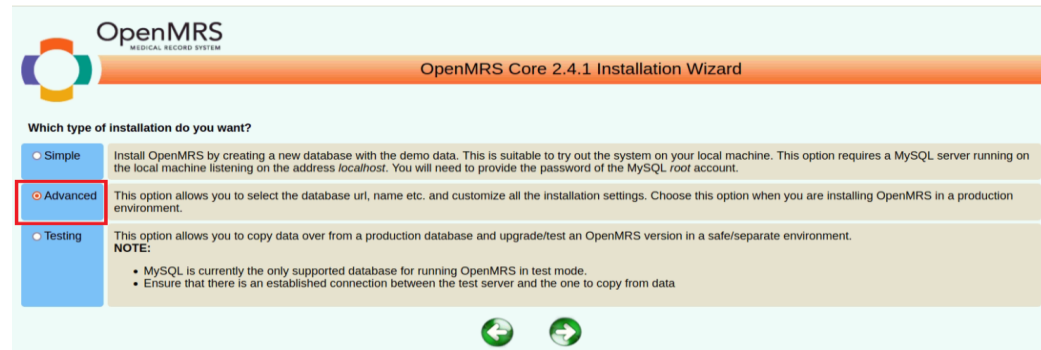 OpenMRS
MEDICAL RECORD SYSTEM
OpenMRS Core 2.4.1 Installation Wizard
Which type of installation do you want?
Simple
Install OpenMRS by creating a new database with the demo data. This is suitable to try out the system on your local machine. This option requires a MySQL server running on
the local machine listening on the address localhost. You will need to provide the password of the MySQL root account.
Advanced
This option allows you to select the database url, name etc. and customize all the installation settings. Choose this option when you are installing OpenMRS in a production
environment.
Testing
This option allows you to copy data over from a production database and upgrade/test an OpenMRS version in a safe/separate environment.
NOTE:
• MySQL is currently the only supported database for running OpenMRS in test mode.
• Ensure that there is an established connection between the test server and the one to copy from data